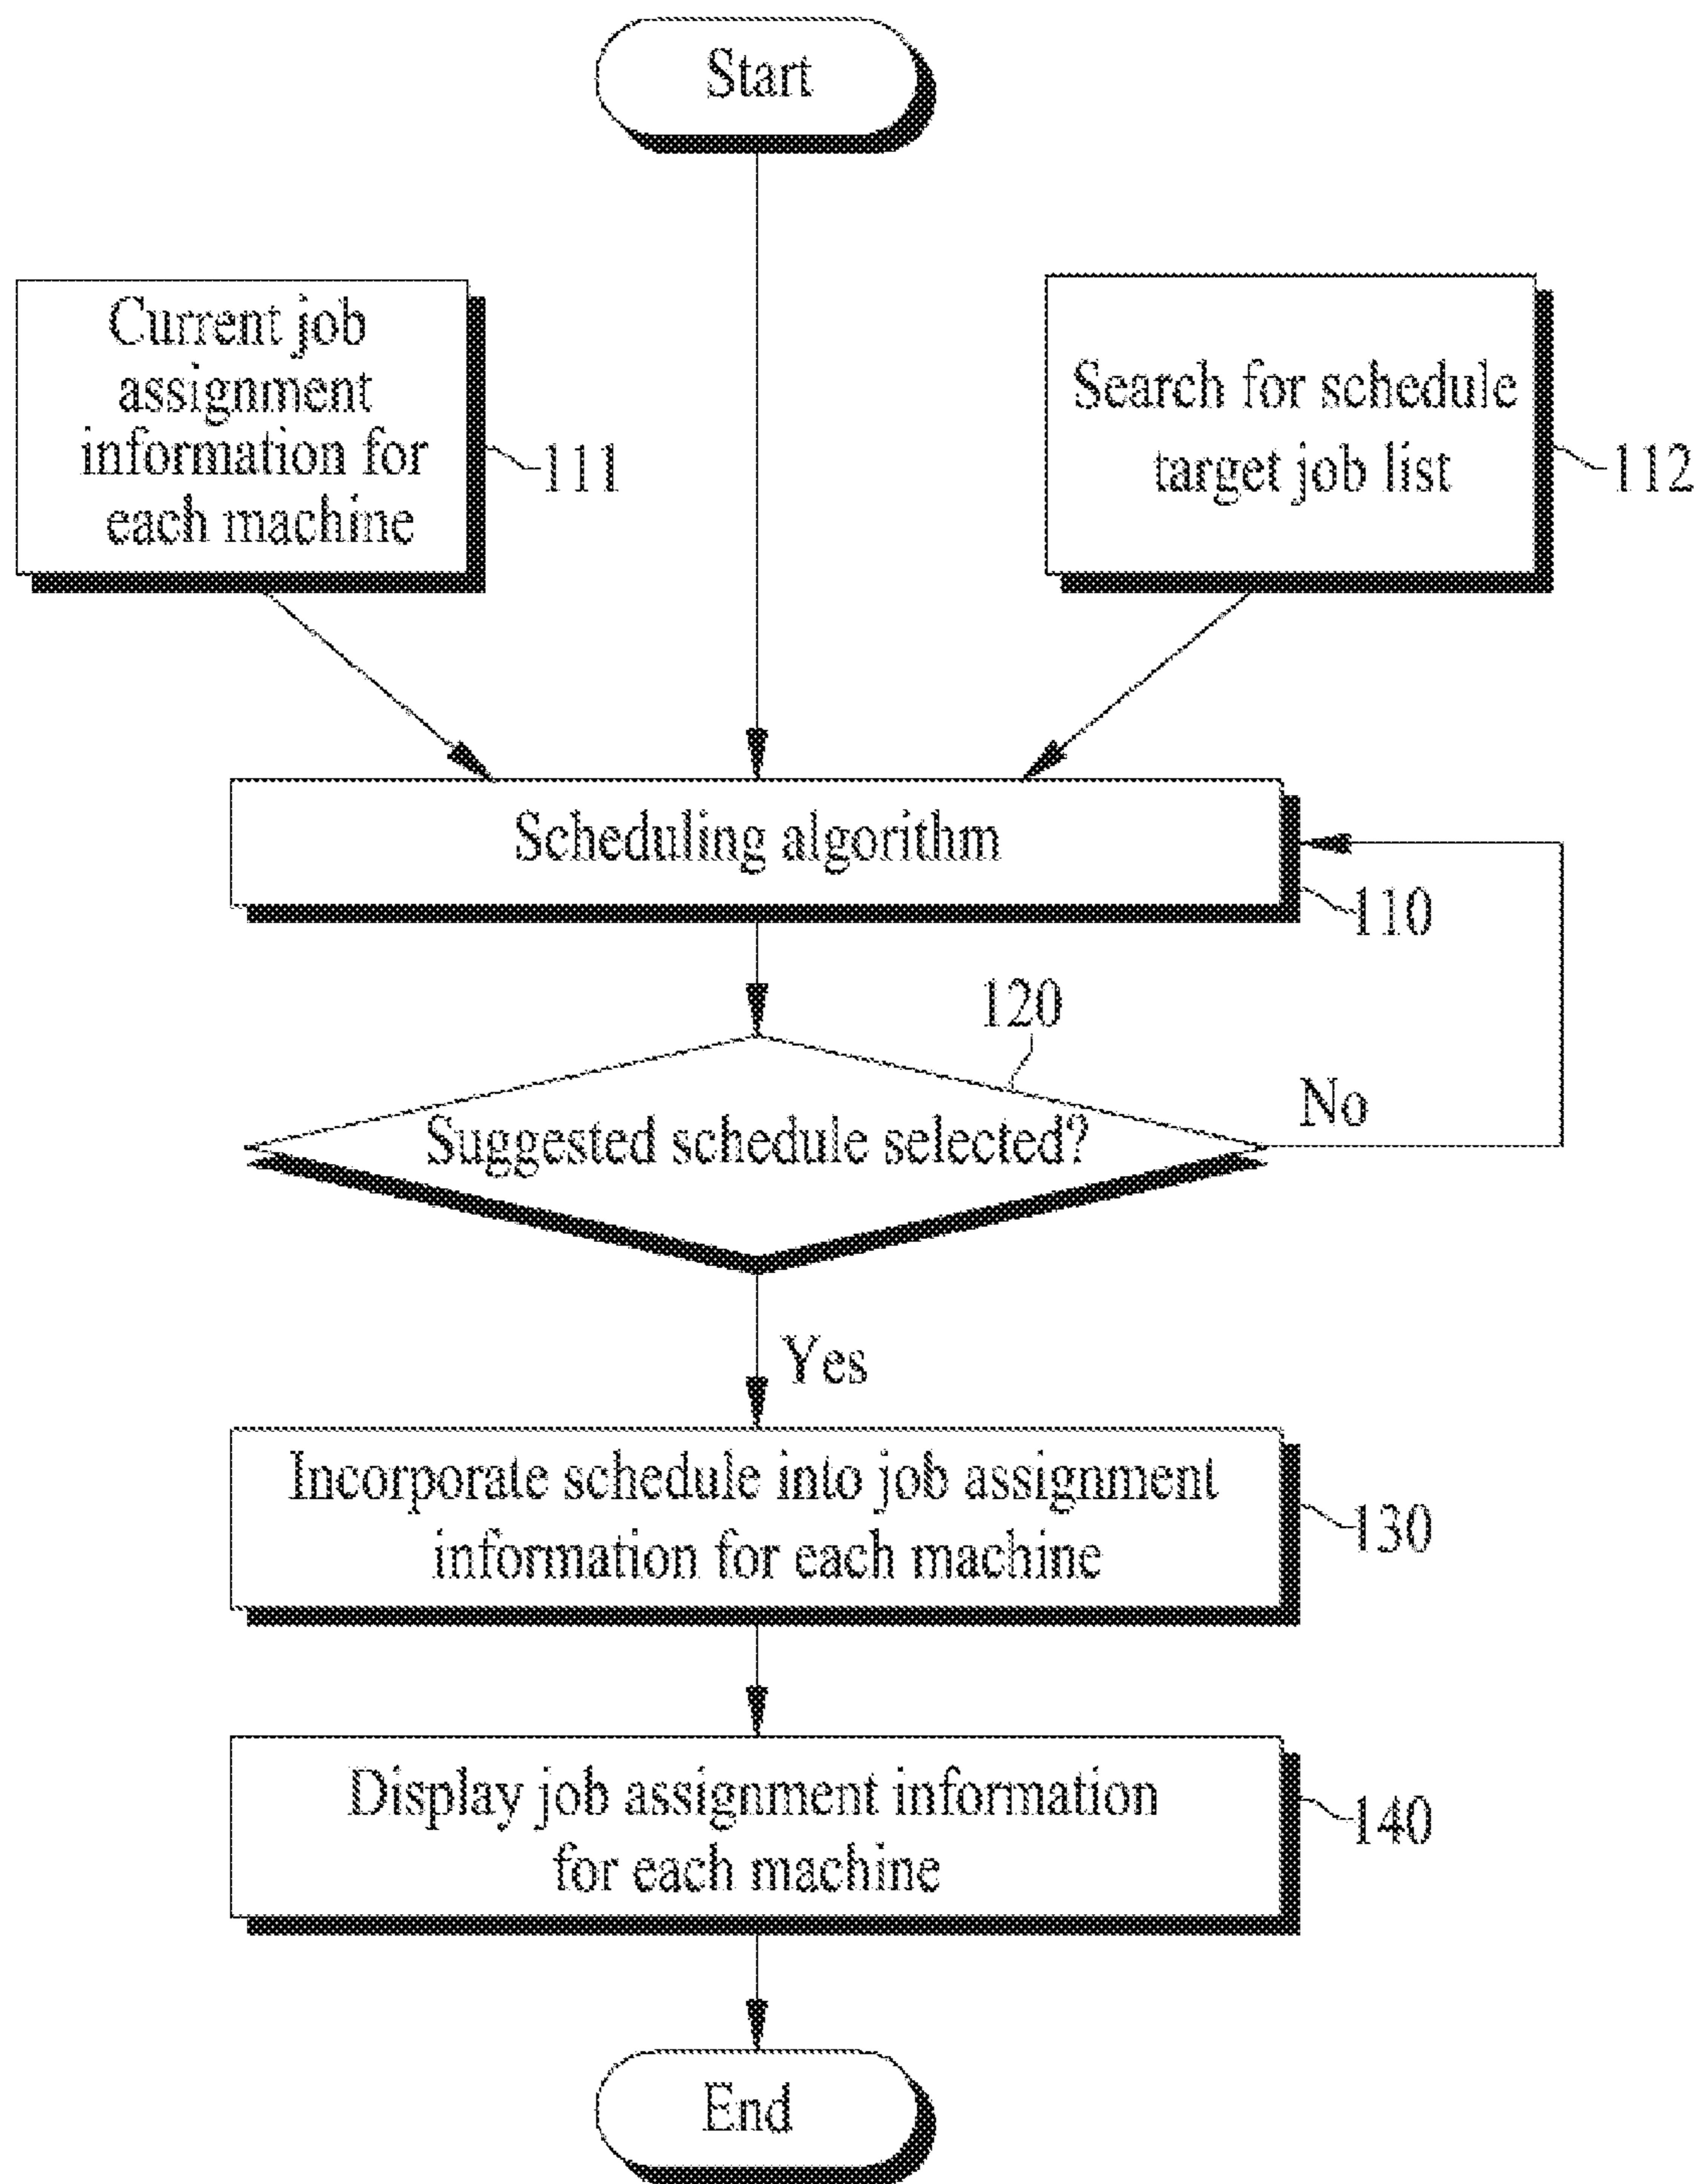 Start
Current job
assignment
information for
each machine
111
Search for schedule
target job list
112
Scheduling algorithm
110
120
Suggested schedule selected?
No
Yes
Incorporate schedule into job assignment
information for each machine
130
Display job assignment information
for each machine
140
End